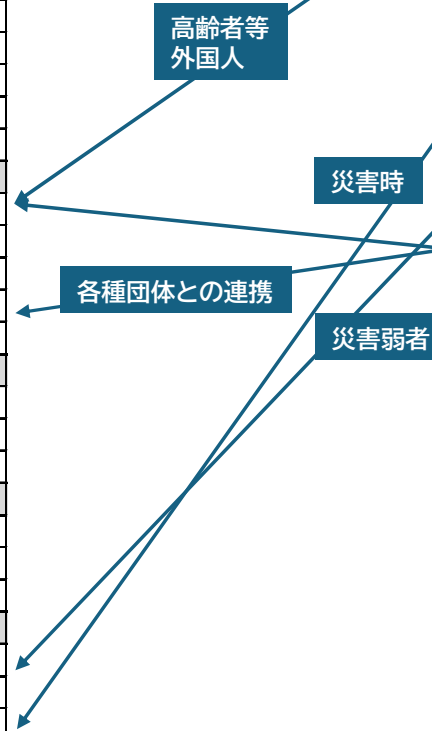 高齢者等
外国人
災害時
各種団体との連携
災害弱者